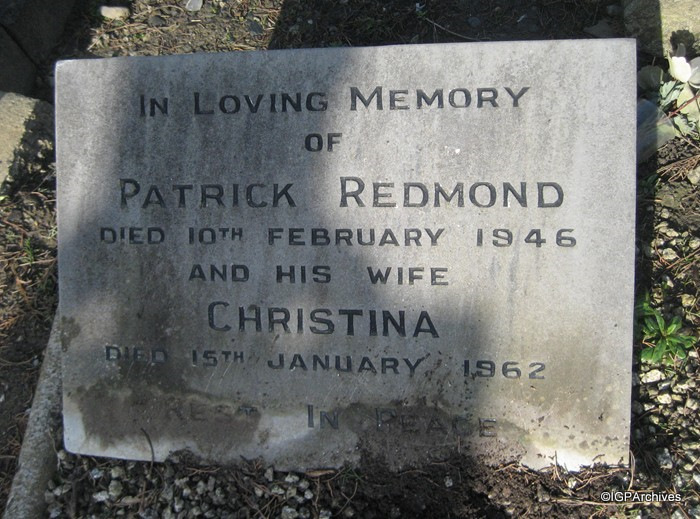 In Loving Memory
OF
Patrick Redmond
DIED 10TH FEBRUARY 1946
AND HIS WIFE
Christina
DIED 15TH JANUARY 1962
Rest In Peace
©IGPArchives